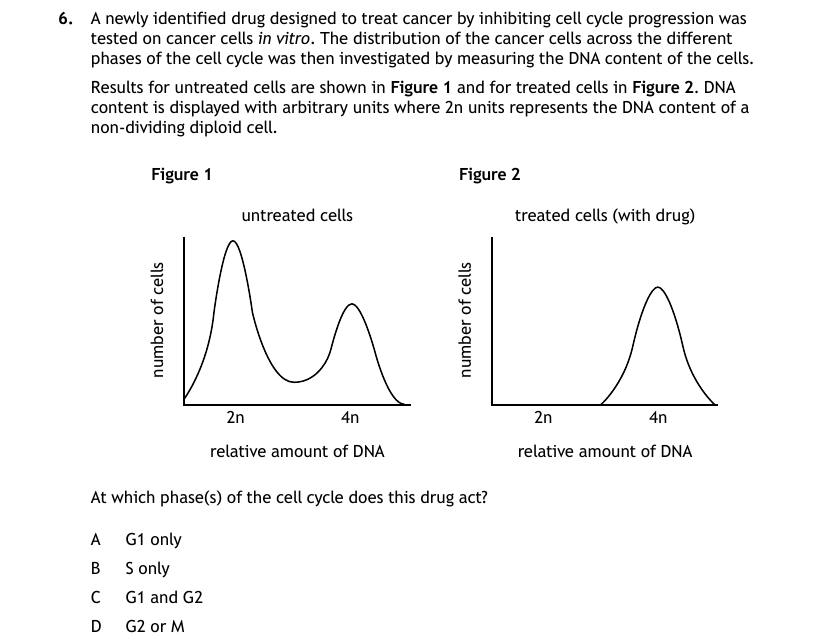 6. A newly identified drug designed to treat cancer by inhibiting cell cycle progression was
tested on cancer cells in vitro. The distribution of the cancer cells across the different
phases of the cell cycle was then investigated by measuring the DNA content of the cells.
Results for untreated cells are shown in Figure 1 and for treated cells in Figure 2. DNA
content is displayed with arbitrary units where 2n units represents the DNA content of a
non-dividing diploid cell.
Figure 1
untreated cells
number of cells
2n 4n
relative amount of DNA
Figure 2
treated cells (with drug)
number of cells
2n 4n
relative amount of DNA
At which phase(s) of the cell cycle does this drug act?
A G1 only
B S only
C G1 and G2
D G2 or M